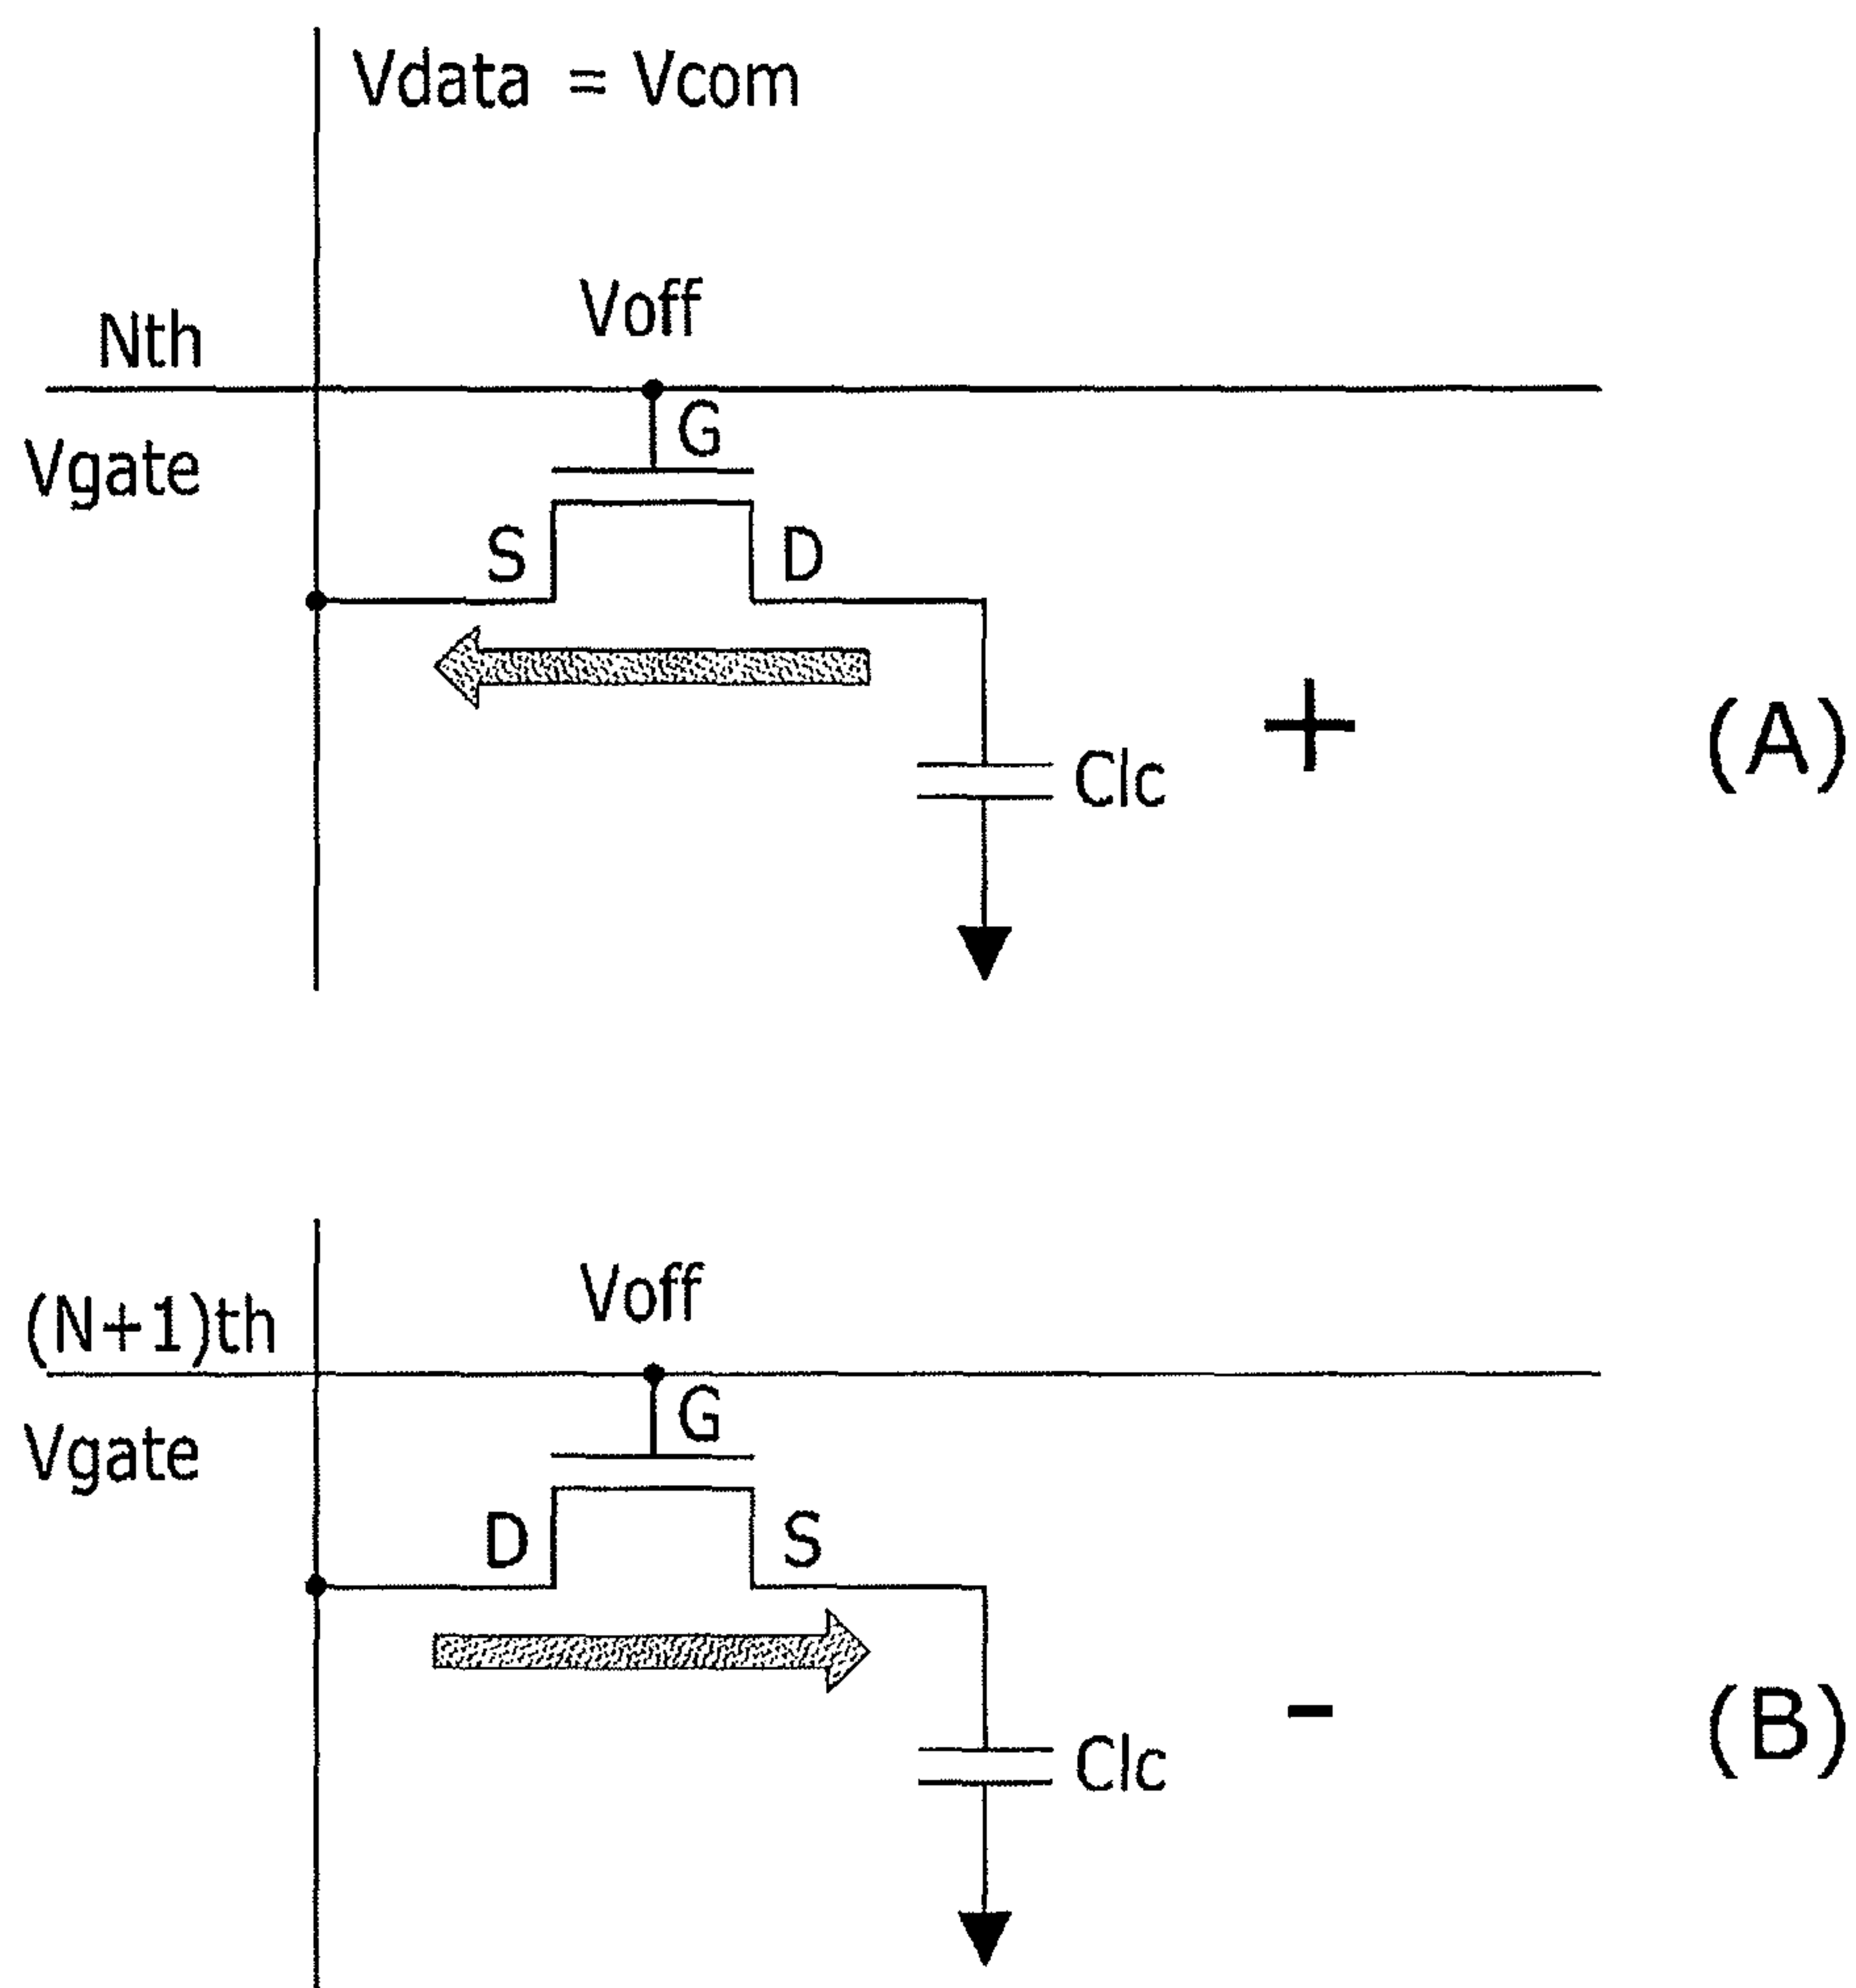 Vdata = Vcom
Voff
Nth
Vgate
G
S
D
+
Clc
(A)
Voff
(N+1)th
Vgate
G
D
S
-
Clc
(B)